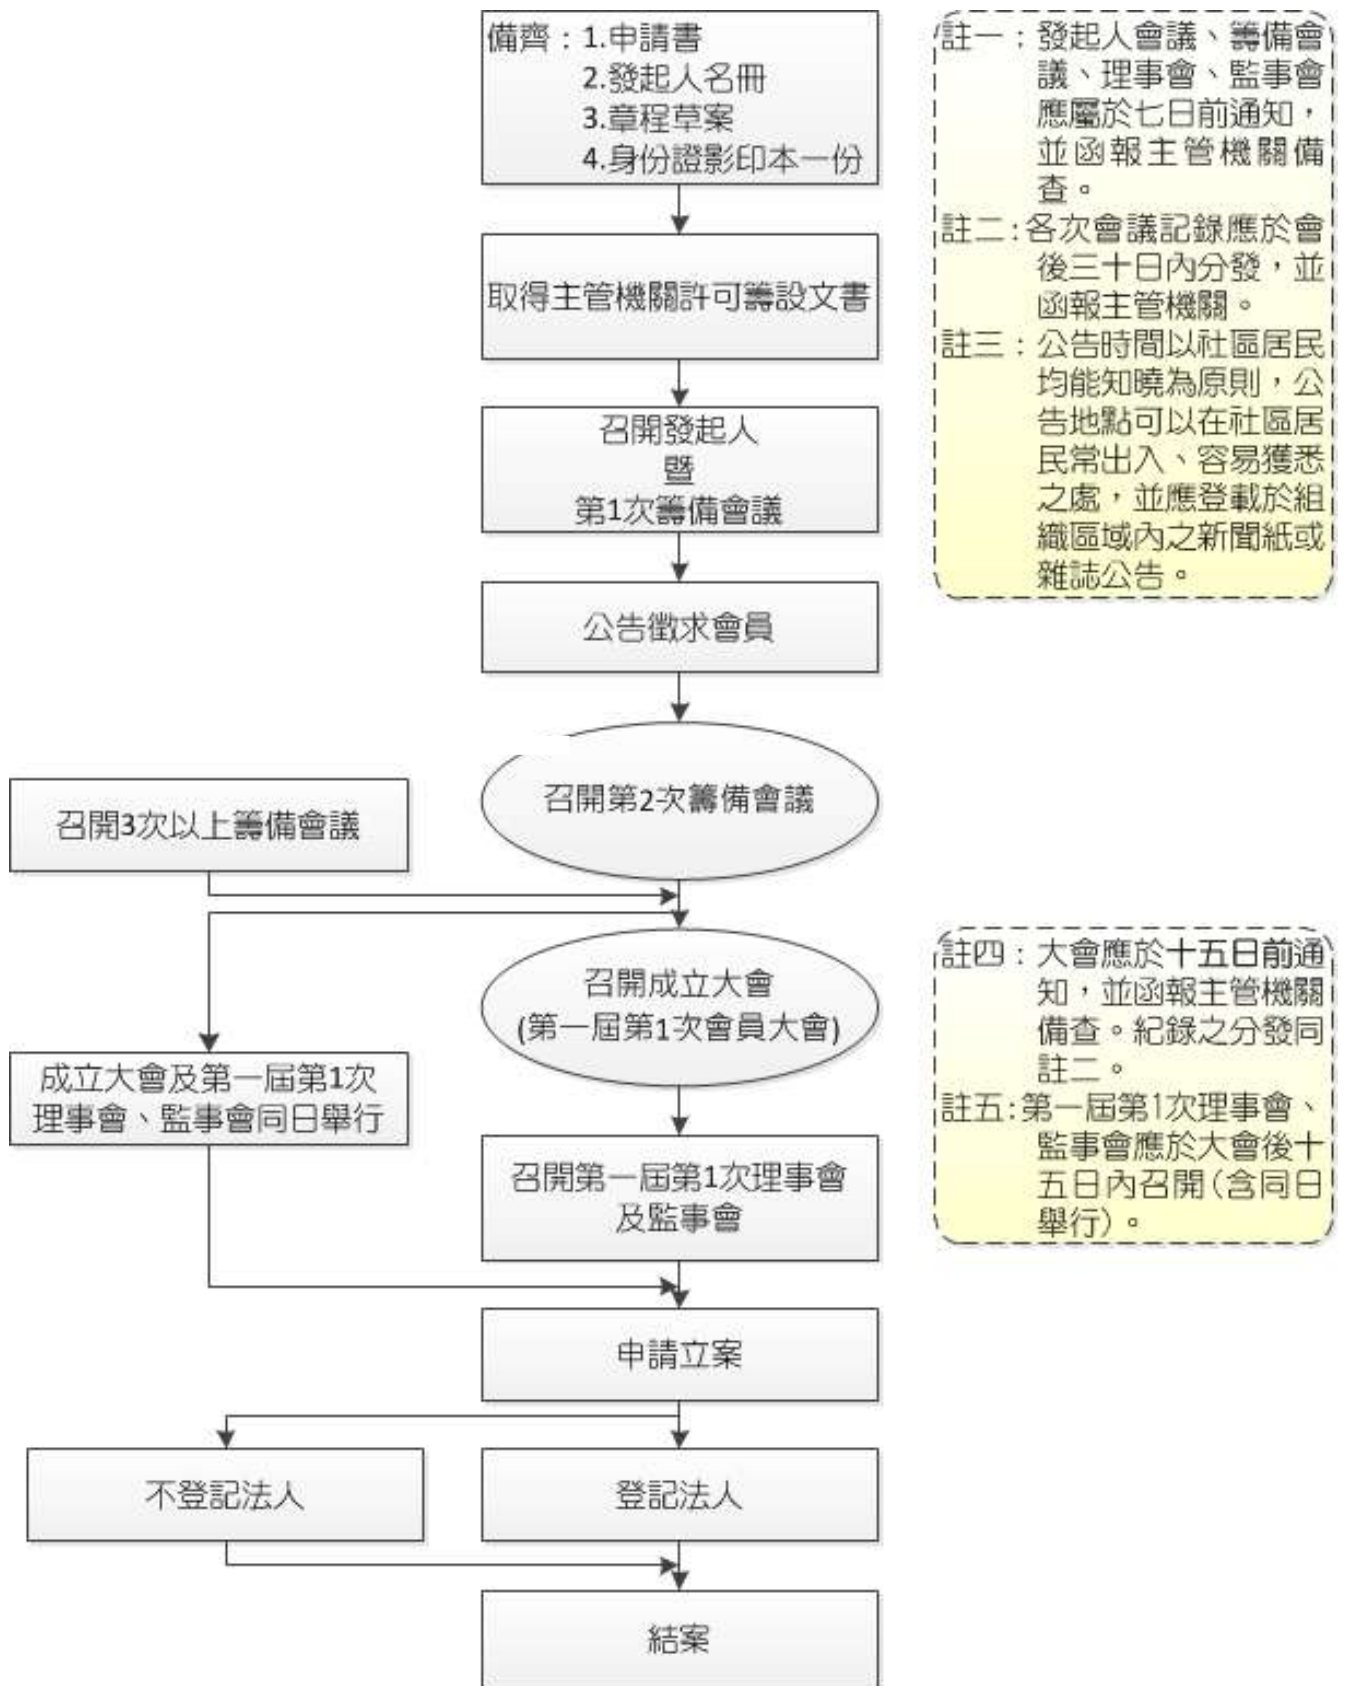 備齊：1.申請書
2.發起人名冊
3.章程草案
4.身份證影印本一份
取得主管機關許可籌設文書
召開發起人
暨
第1次籌備會議
公告徵求會員
召開第2次籌備會議
召開3次以上籌備會議
召開成立大會
(第一屆第1次會員大會)
成立大會及第一屆第1次
理事會、監事會同日舉行
召開第一屆第1次理事會
及監事會
申請立案
不登記法人
登記法人
結案
註一：發起人會議、籌備會
議、理事會、監事會
應屬於七日前通知，
並函報主管機關備
查。
註二:各次會議記錄應於會
後三十日內分發，並
函報主管機關。
註三：公告時間以社區居民
均能知曉為原則，公
告地點可以在社區居
民常出入、容易獲悉
之處，並應登載於組
織區域內之新聞紙或
雜誌公告。
註四：大會應於十五日前通
知，並函報主管機關
備查。紀錄之分發同
註二。
註五:第一屆第1次理事會、
監事會應於大會後十
五日內召開(含同日
舉行)。